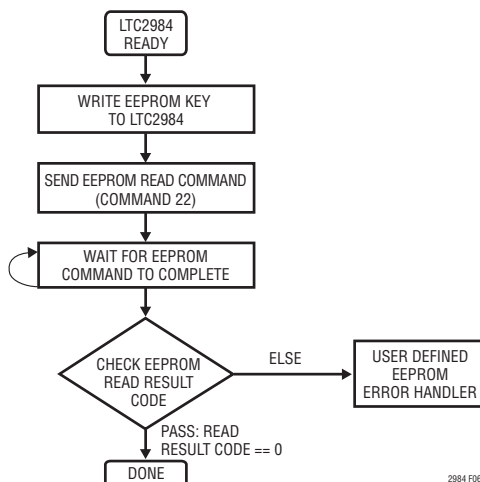 LTC2984
READY
WRITE EEPROM KEY
TO LTC2984
SEND EEPROM READ COMMAND
(COMMAND 22)
WAIT FOR EEPROM
COMMAND TO COMPLETE
CHECK EEPROM
READ RESULT
CODE
ELSE
USER DEFINED
EEPROM
ERROR HANDLER
PASS: READ
RESULT CODE == 0
DONE
2984 F06